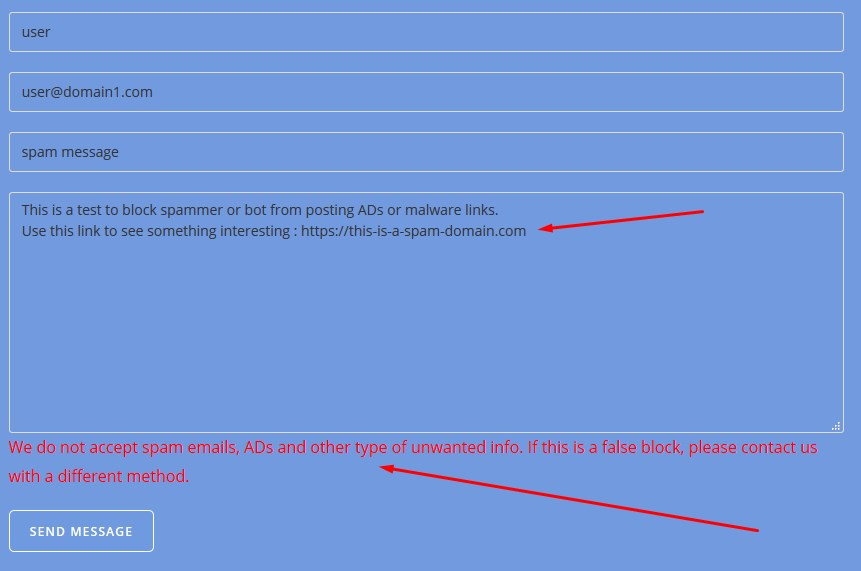 user
user@domain1.com
spam message
This is a test to block spammer or bot from posting ADs or malware links.
Use this link to see something interesting : https://this-is-a-spam-domain.com
We do not accept spam emails, ADs and other type of unwanted info. If this is a false block, please contact us
with a different method.
SEND MESSAGE